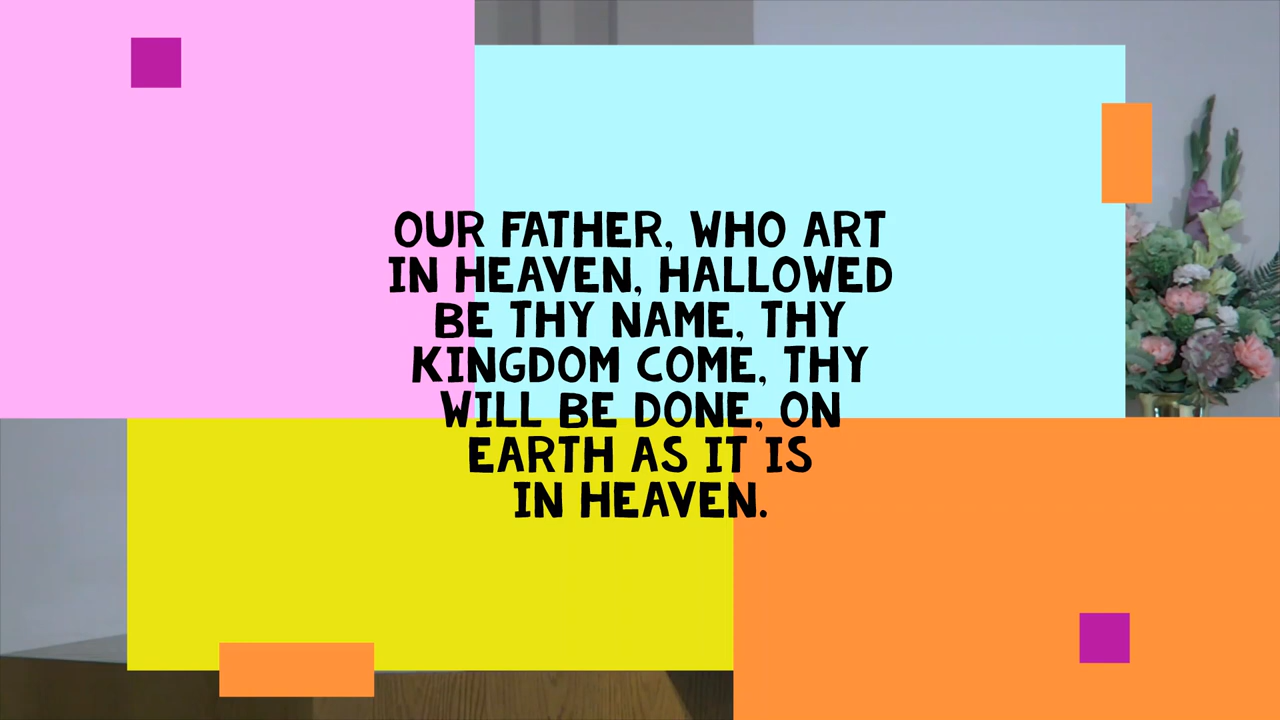 OUR FATHER, WHO ART
IN HEAVEN, HALLOWED
BE THY NAME, THY
KINGDOM COME, THY
WILL BE DONE, ON
EARTH AS IT IS
IN HEAVEN.